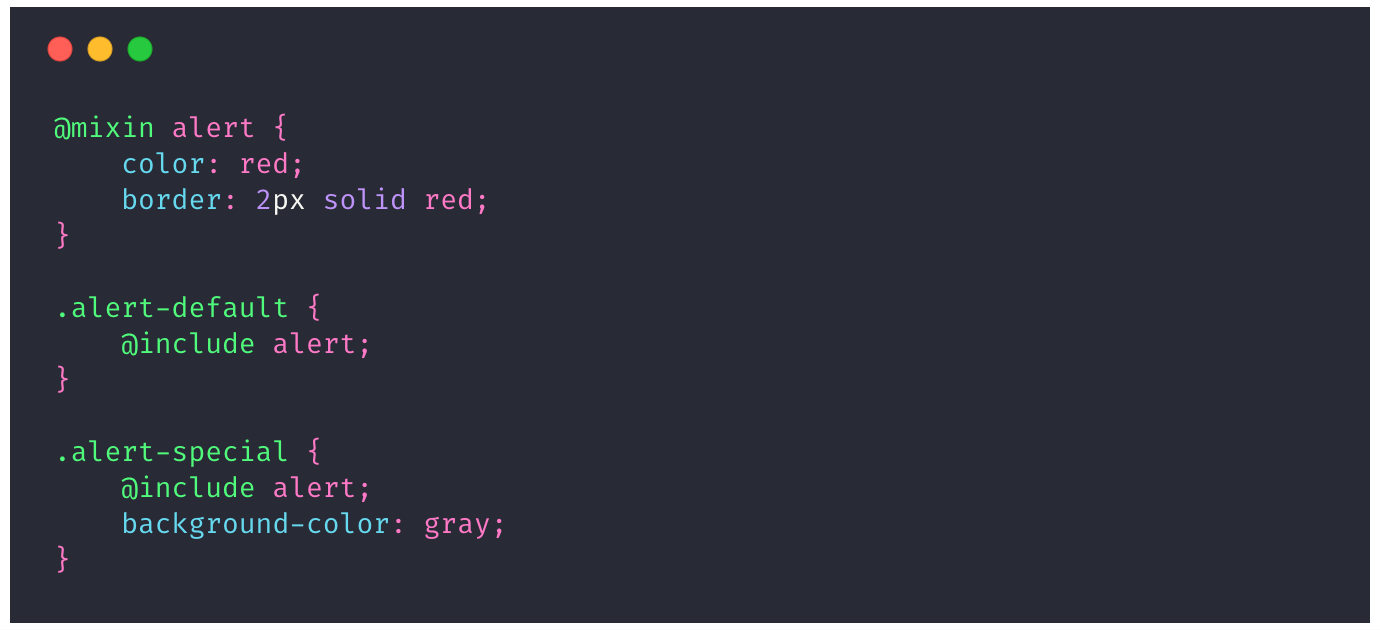 @mixin alert {
    color: red;
    border: 2px solid red;
}

.alert-default {
    @include alert;
}

.alert-special {
    @include alert;
    background-color: gray;
}